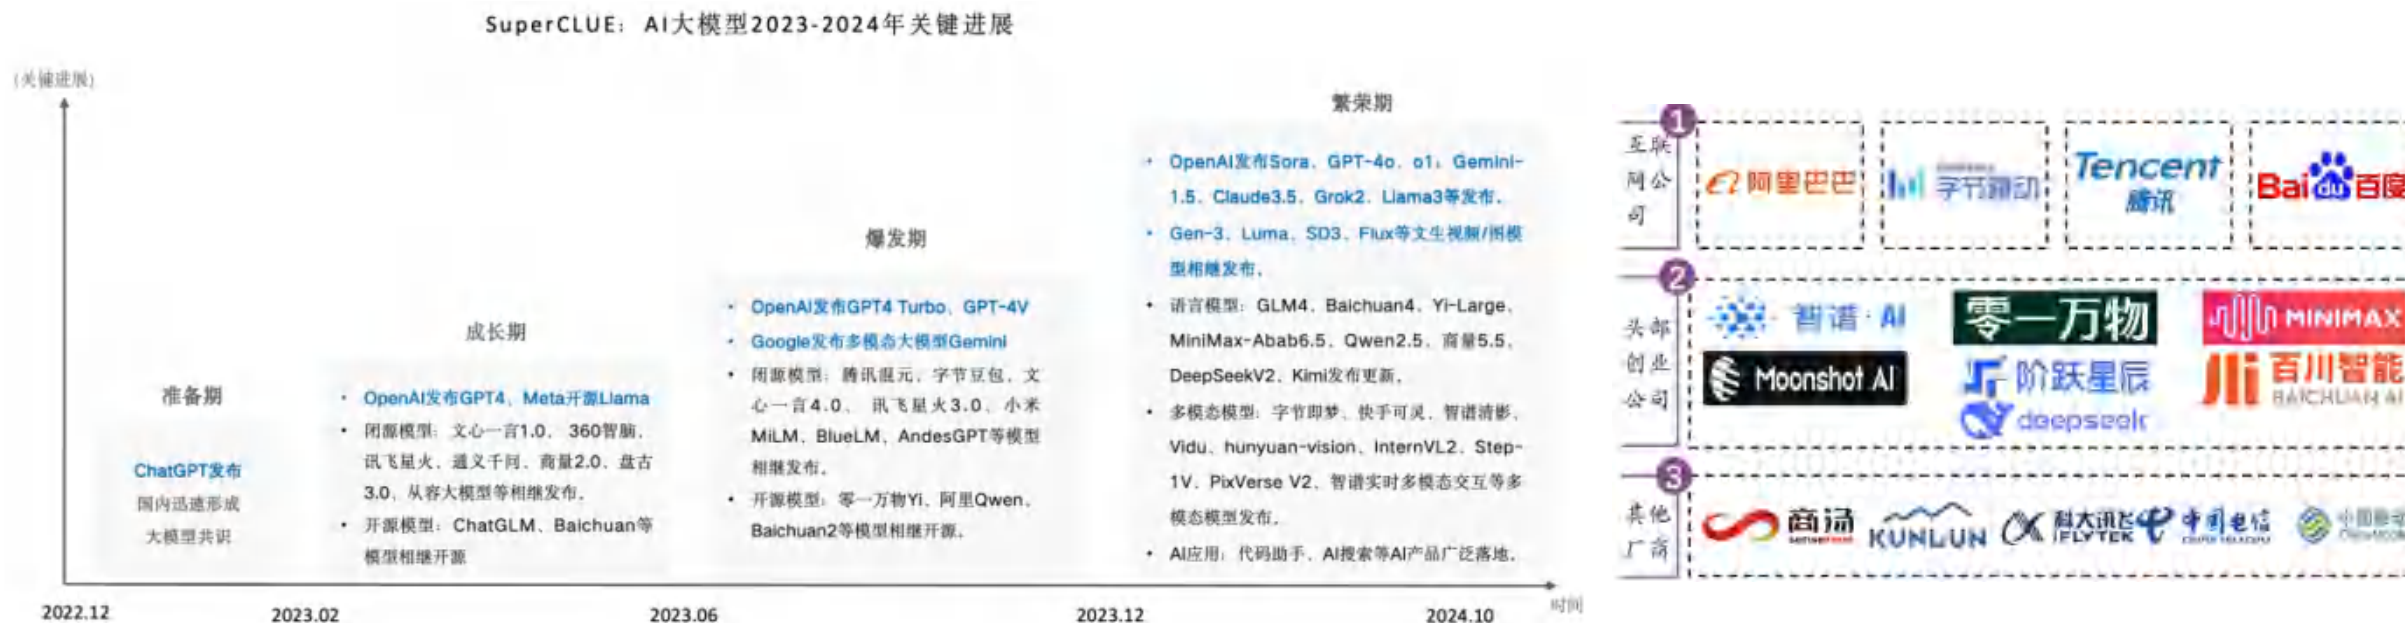 SuperCLUE：AI大模型2023-2024年关键进展
(关键进展)
准备期
ChatGPT发布
国内迅速形成
大模型共识
成长期
• OpenAI发布GPT4、Meta开源Llama
• 闭源模型：文心一言1.0、 360智脑、
讯飞星火、通义千问、商量2.0、盘古
3.0、从容大模型等相继发布。
• 开源模型：ChatGLM、Baichuan等
模型相继开源
爆发期
• OpenAI发布GPT4 Turbo、GPT-4V
• Google发布多模态大模型Gemini
• 闭源模型：腾讯混元、字节豆包、文
心一言4.0、 讯飞星火3.0、小米
MiLM、BlueLM、AndesGPT等模型
相继发布。
• 开源模型：零一万物Yi、阿里Qwen、
Baichuan2等模型相继开源。
繁荣期
• OpenAI发布Sora、GPT-4o、o1；Gemini-
1.5、Claude3.5、Grok2、Llama3等发布。
• Gen-3、Luma、SD3、Flux等文生视频/图模
型相继发布。
• 语言模型：GLM4、Baichuan4、Yi-Large、
MiniMax-Abab6.5、Qwen2.5、商量5.5、
DeepSeekV2、Kimi发布更新。
• 多模态模型：字节即梦、快手可灵、智谱清影、
Vidu、hunyuan-vision、InternVL2、Step-
1V、PixVerse V2、智谱实时多模态交互等多
模态模型发布。
• AI应用：代码助手、AI搜索等AI产品广泛落地。
2022.12
2023.02
2023.06
2023.12
2024.10
时间
1
互联
网公
司
阿里巴巴
字节跳动
Tencent
腾讯
Bai du 百度
2
头部
创业
公司
智谱·AI
零一万物
MINIMAX
Moonshot AI
阶跃星辰
deepseek
百川智能
BAICHUAN AI
3
其他
厂商
商汤
sensetime
KUNLUN
科大讯飞
iFLYTEK
中国电信
CHINA TELECOM
中国移动